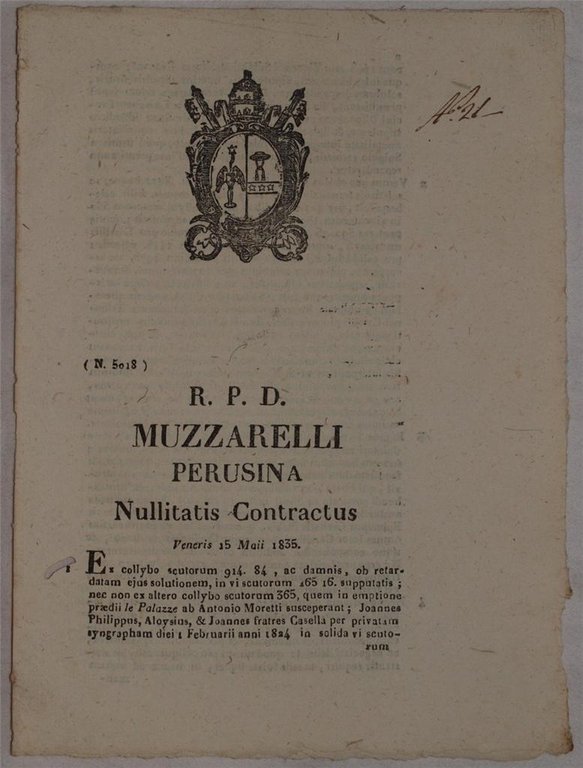 No. 21
( N. 5018 )
R. P. D.
MUZZARELLI
PERUSINA
Nullitatis Contractus
Veneris 15 Maii 1835.
1 Ex collybo scutorum 914. 84 , ac damnis, ob retar-
datam ejus solutionem, in vi scutorum 165 16. supputatis ;
nec non ex altero collybo scutorum 365, quem in emptione
prædii le Palazze ab Antonio Moretti susceperant ; Joannes
Philippus, Aloysius, & Joannes fratres Casella per privatam
syngrapham diei 1 Februarii anni 1824 in solida vi scuto-
rum